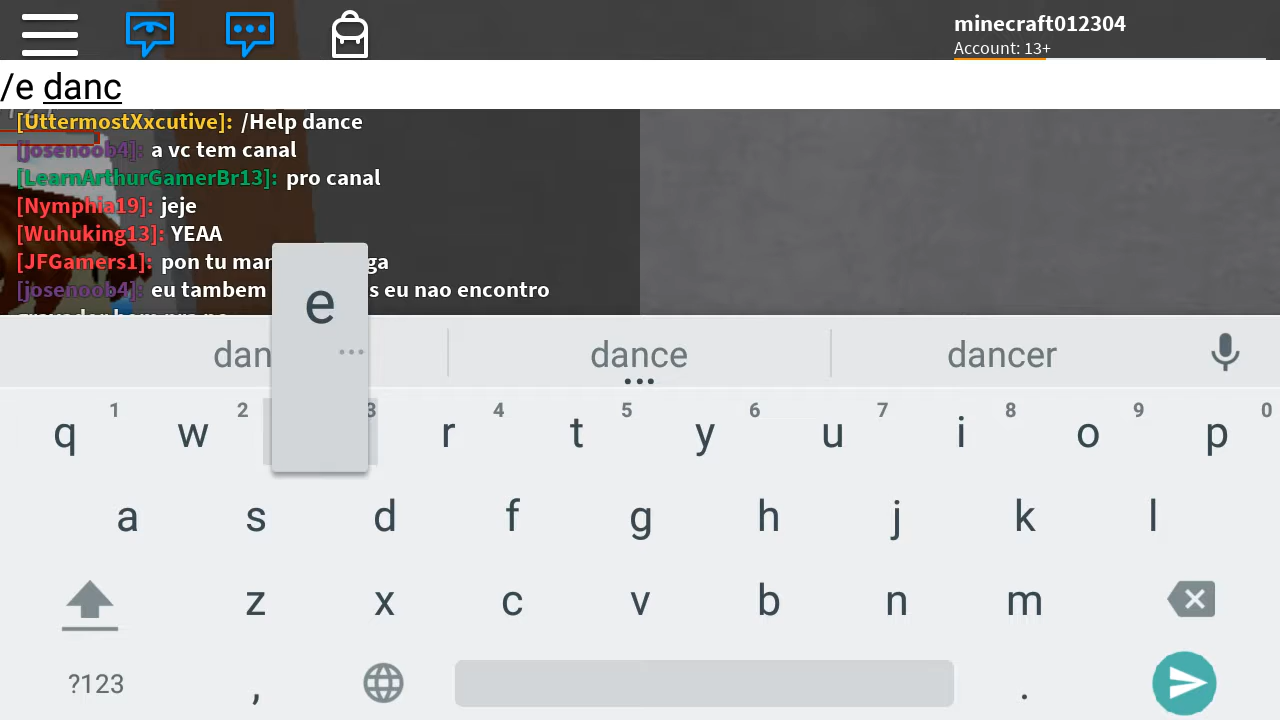 minecraft012304
Account: 13+
/e danc
[UttermostXxcutive]: /Help dance
[josenoob4]: a vc tem canal
[LearnArthurGamerBr13]: pro canal
[Nymphia19]: jeje
[Wuhuking13]: YEAA
[JFGamers1]: pon tu
[josenoob4]: eu tambem eu nao encontro
e
dance dancer
1 2 3 4 5 6 7 8 9 0
q w r t y u i o p
a s d f g h j k l
z x c v b n m
?123 , .